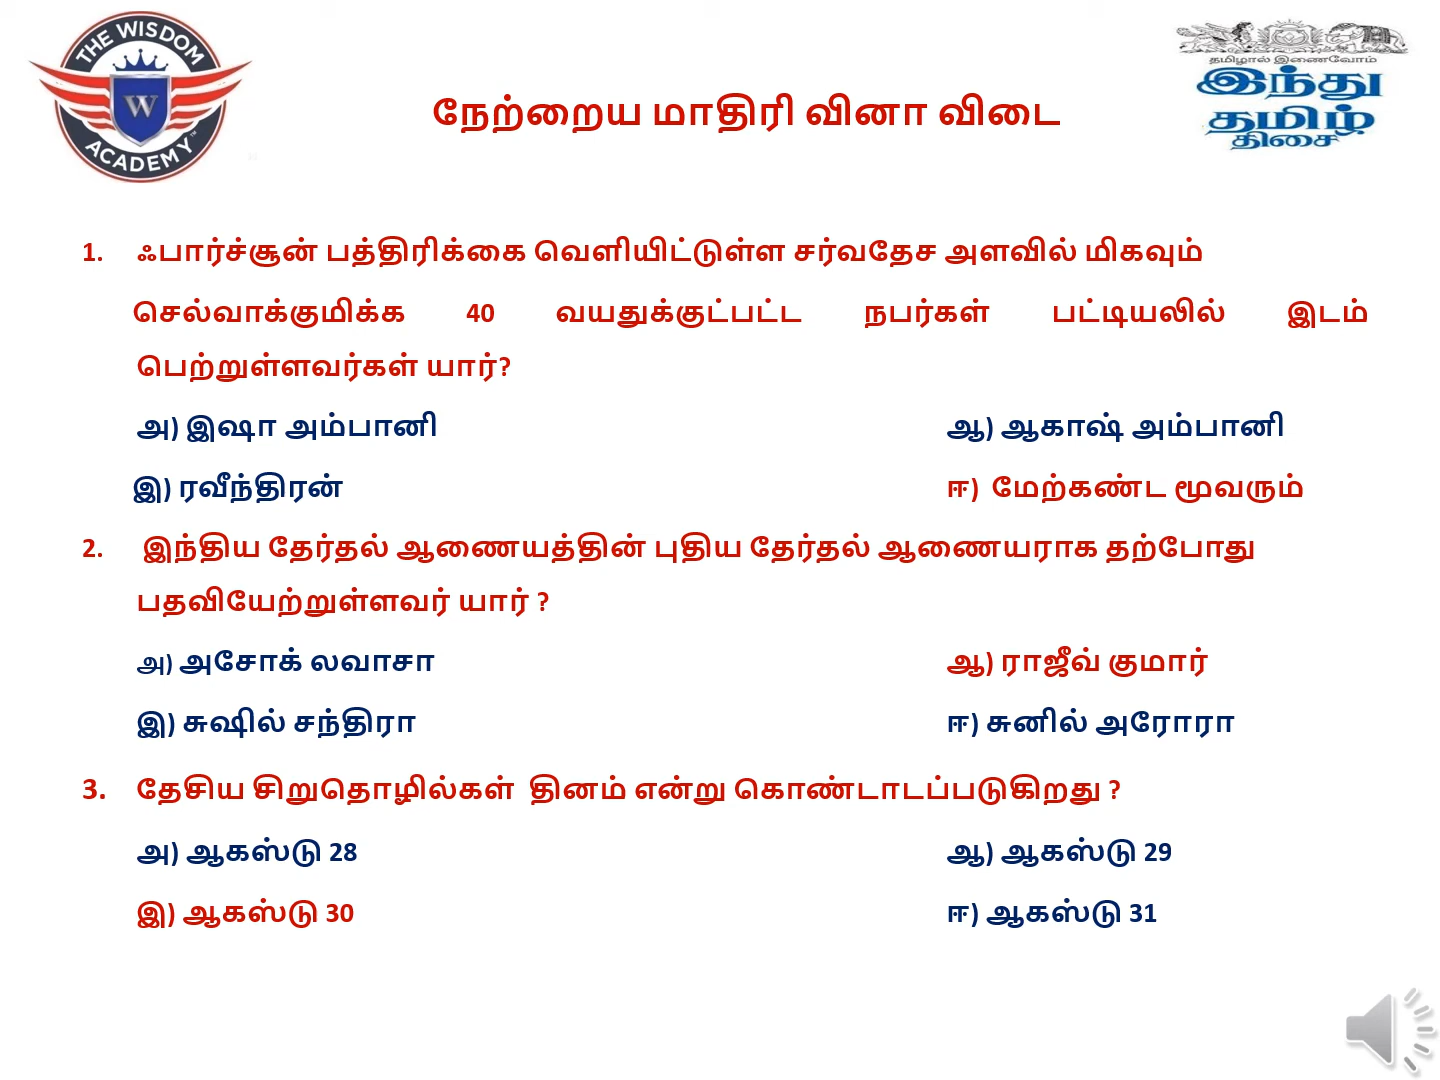 THE WISDOM
W
ACADEMY™
தமிழால் இணைவோம்
இந்து
தமிழ்
திசை
நேற்றைய மாதிரி வினா விடை
1. ஃபார்ச்சூன் பத்திரிக்கை வெளியிட்டுள்ள சர்வதேச அளவில் மிகவும்
செல்வாக்குமிக்க 40 வயதுக்குட்பட்ட நபர்கள் பட்டியலில் இடம்
பெற்றுள்ளவர்கள் யார்?
அ) இஷா அம்பானி ஆ) ஆகாஷ் அம்பானி
இ) ரவீந்திரன் ஈ) மேற்கண்ட மூவரும்
2. இந்திய தேர்தல் ஆணையத்தின் புதிய தேர்தல் ஆணையராக தற்போது
பதவியேற்றுள்ளவர் யார் ?
அ) அசோக் லவாசா ஆ) ராஜீவ் குமார்
இ) சுஷில் சந்திரா ஈ) சுனில் அரோரா
3. தேசிய சிறுதொழில்கள் தினம் என்று கொண்டாடப்படுகிறது ?
அ) ஆகஸ்டு 28 ஆ) ஆகஸ்டு 29
இ) ஆகஸ்டு 30 ஈ) ஆகஸ்டு 31